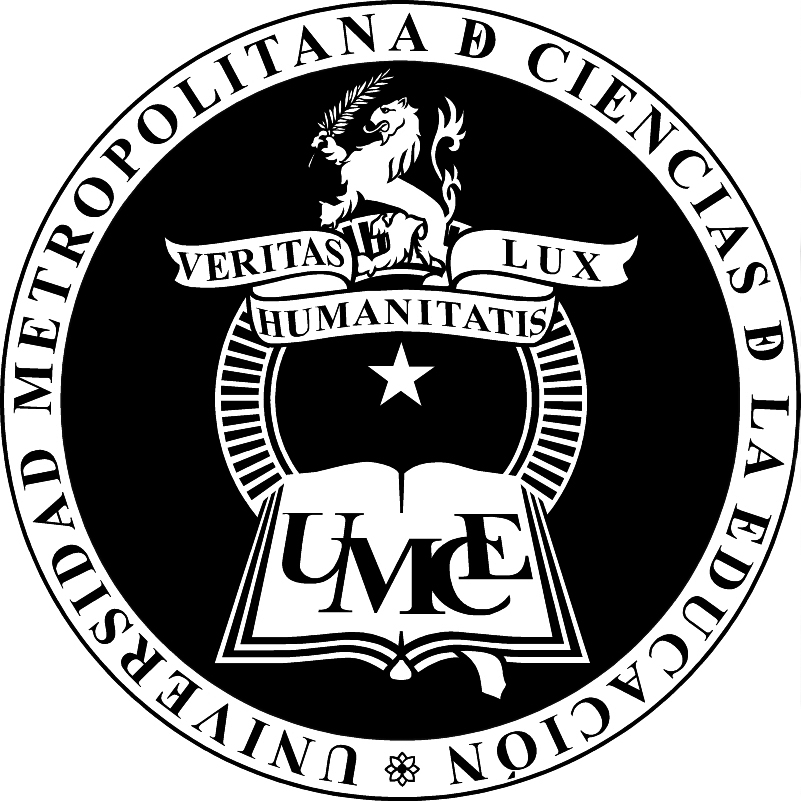 UNIVERSIDAD METROPOLITANA DE CIENCIAS DE LA EDUCACIÓN
VERITAS LUX
HUMANITATIS
UMCE